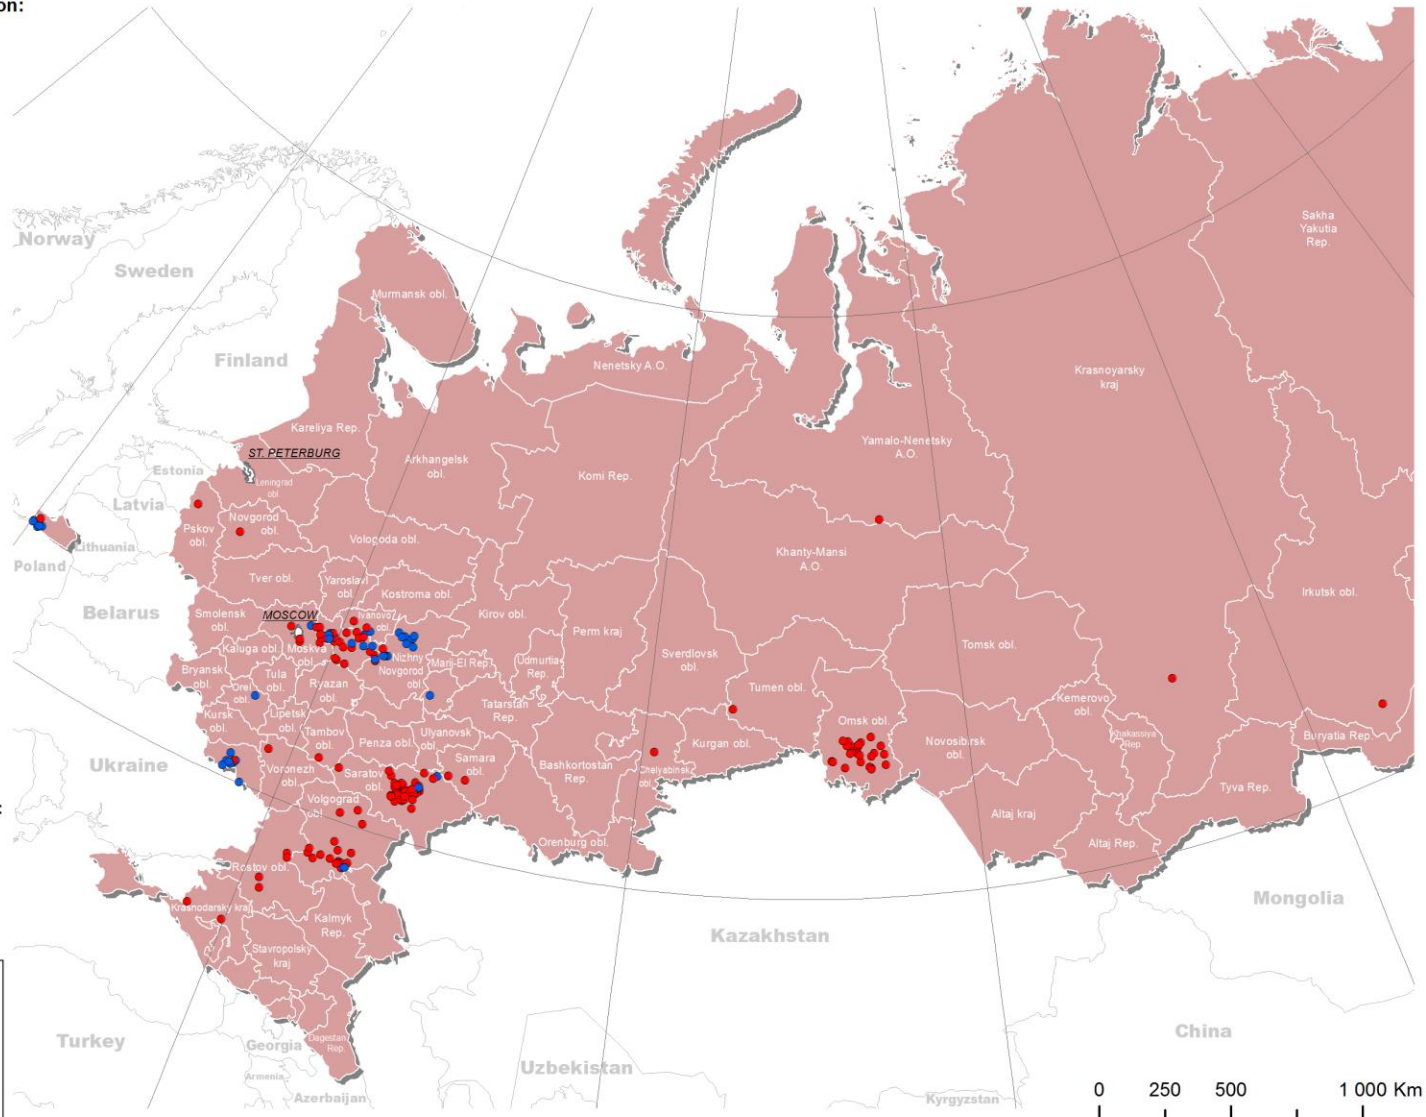 on:
Norway
Sweden
Finland
Murmansk obl.
Nenetsky A.O.
Sakha
Yakutia
Rep.
Krasnoyarsky
kraj
Kareliya Rep.
ST. PETERBURG
Leningrad
obl
Arkhangelsk
obl.
Komi Rep.
Yamalo-Nenetsky
A.O.
Estonia
Latvia
Lithuania
Poland
Belarus
Pskov
obl.
Novgorod
obl.
Vologoda obl.
Khanty-Mansi
A.O.
Tver obl.
Yaroslavl
obl.
Kostroma obl.
Smolensk
obl.
MOSCOW
Ivanovo
obl.
Kirov obl.
Perm kraj
Irkutsk obl.
Kaluga obl.
Moskva
obl.
Nizhny
Novgorod
obl.
Marij-El Rep.
Udmurtia
Rep.
Sverdlovsk
obl.
Tomsk obl.
Bryansk
obl.
Orel
obl.
Tula
obl.
Ryazan
obl.
Tatarstan
Rep.
Tumen obl.
Kemerovo
obl.
Kursk
obl.
Lipetsk
obl.
Tambov
obl.
Penza obl.
Ulyanovsk
obl.
Samara
obl.
Bashkortostan
Rep.
Chelyabinsk
obl.
Kurgan obl.
Omsk obl.
Novosibirsk
obl.
Khakassiya
Rep
Buryatia Rep.
Ukraine
Voronezh
obl.
Saratov
obl.
Volgograd
obl.
Orenburg obl.
Altaj kraj
Altaj Rep.
Tyva Rep.
:
Rostov obl.
Krasnodarsky kraj
Kalmyk
Rep.
Stavropolsky
kraj
Dagestan
Rep.
Kazakhstan
Mongolia
China
Turkey
Georgia
Armenia
Azerbaijan
Uzbekistan
Kyrgyzstan
0 250 500 1 000 Km